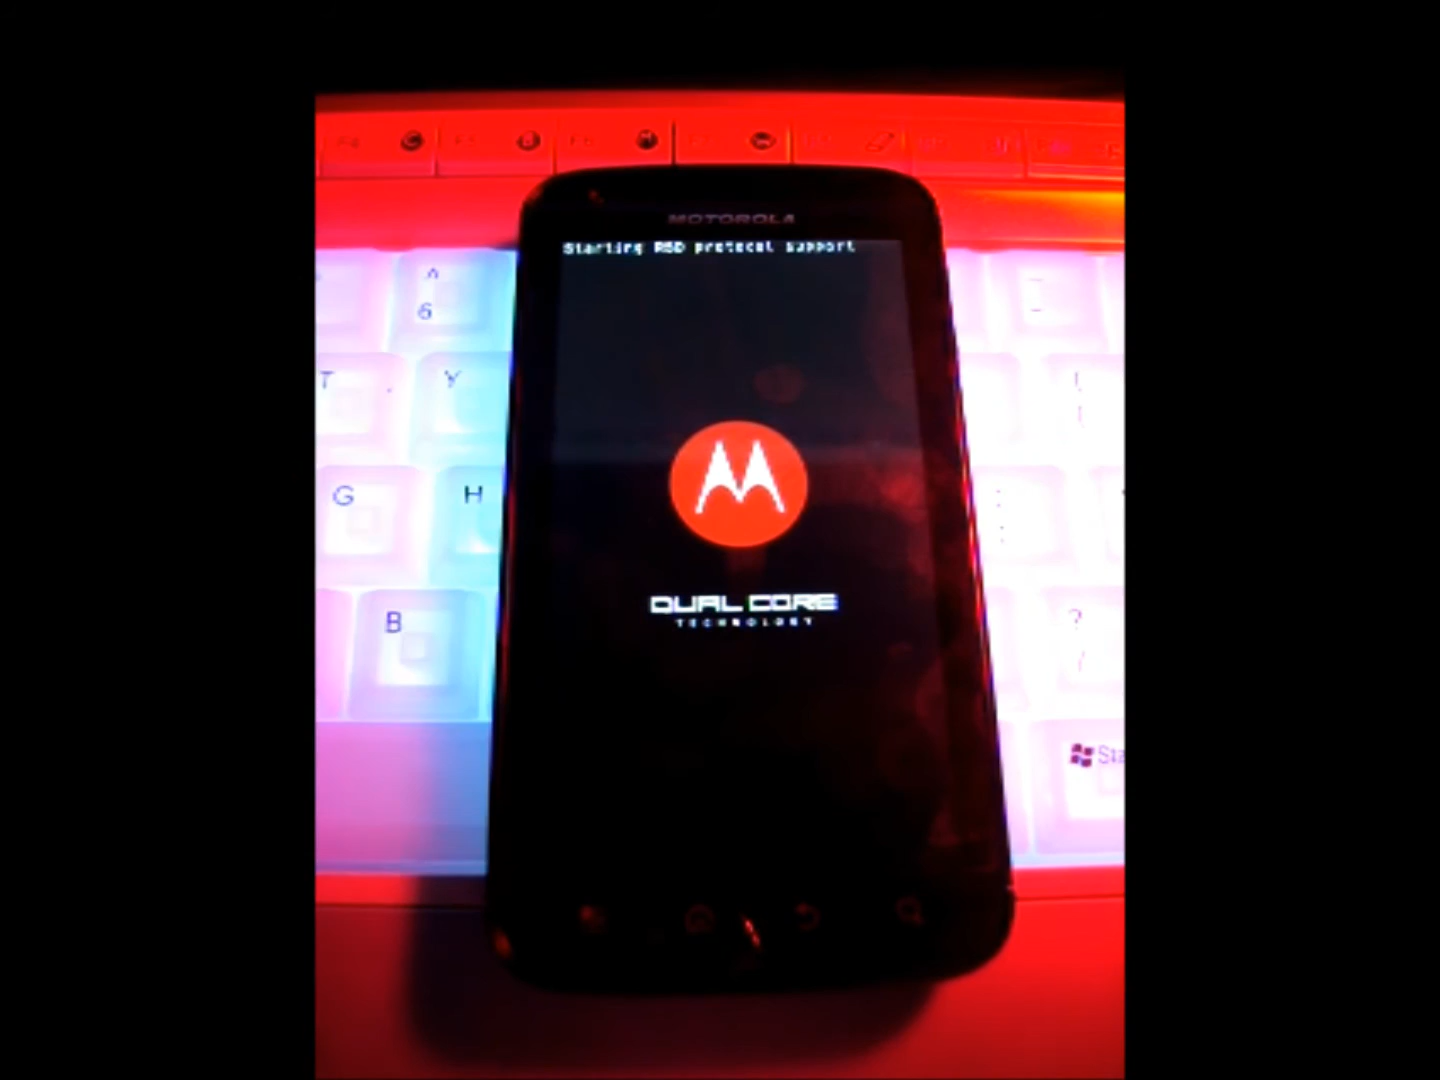 MOTOROLA
Starting RSD protocol support
6
T
Y
G
H
B
?
/
DUAL CORE
TECHNOLOGY